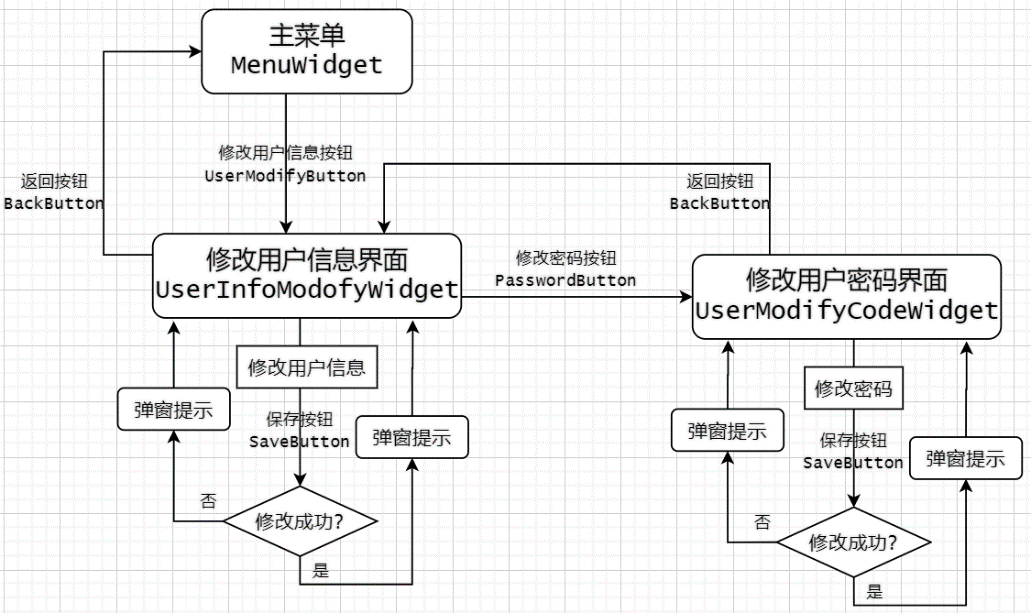 主菜单
MenuWidget
修改用户信息按钮
UserModifyButton
返回按钮
BackButton
返回按钮
BackButton
修改用户信息界面
UserInfoModofyWidget
修改密码按钮
PasswordButton
修改用户密码界面
UserModifyCodeWidget
修改用户信息
弹窗提示
保存按钮
SaveButton
弹窗提示
否
修改成功?
是
修改密码
弹窗提示
保存按钮
SaveButton
弹窗提示
否
修改成功?
是